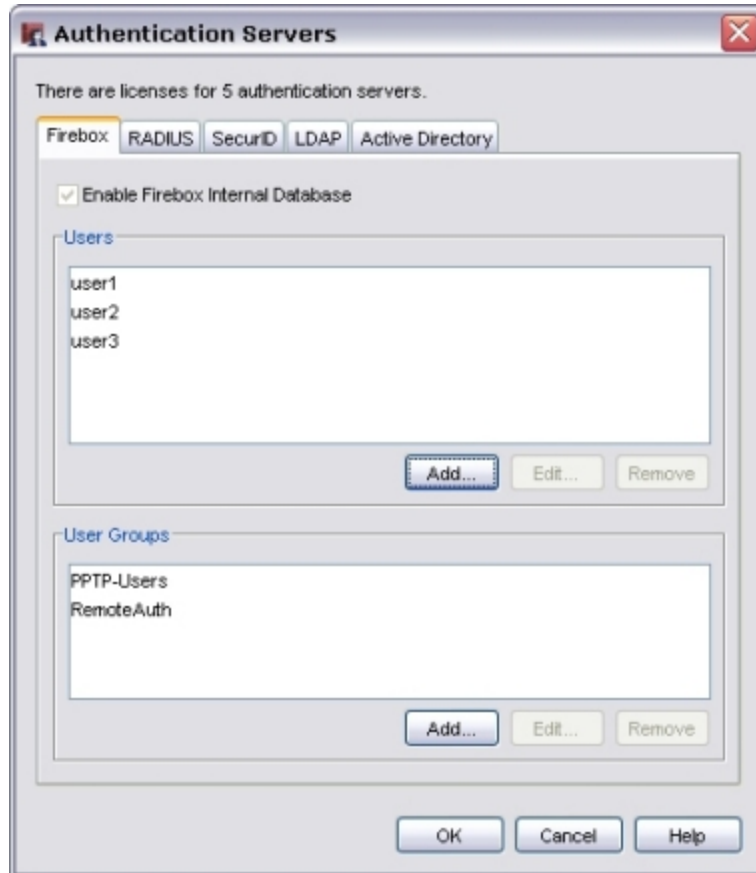 Authentication Servers
There are licenses for 5 authentication servers.
Firebox RADIUS SecurID LDAP Active Directory
Enable Firebox Internal Database
Users
user1
user2
user3
Add... Edit... Remove
User Groups
PPTP-Users
RemoteAuth
Add... Edit... Remove
OK Cancel Help